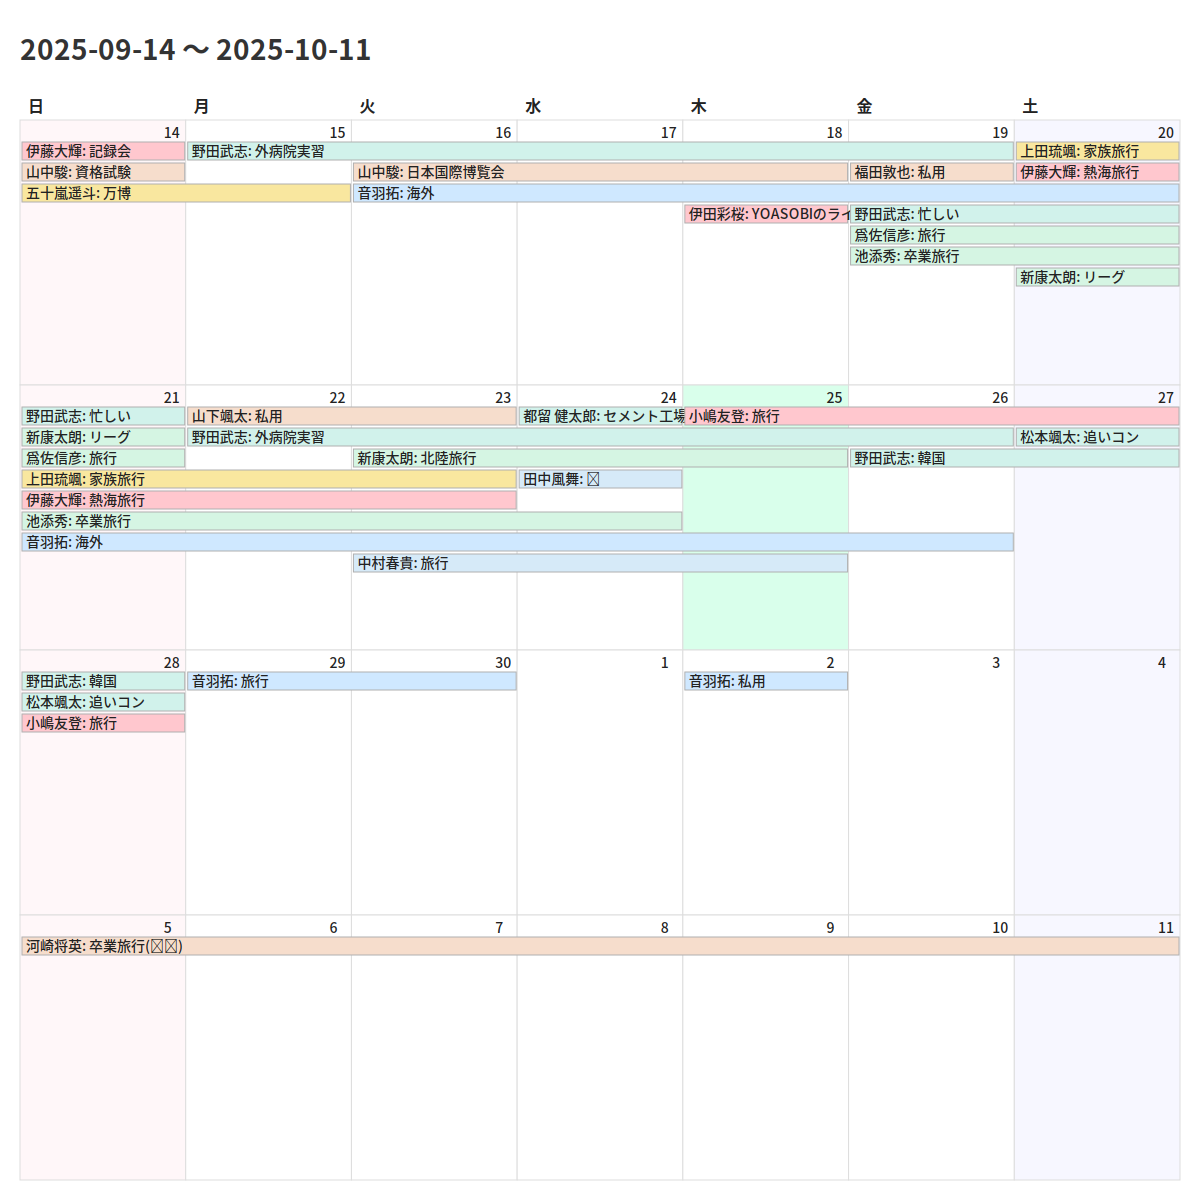 2025-09-14 〜 2025-10-11
日 月 火 水 木 金 土
14 15 16 17 18 19 20
伊藤大輝: 記録会 野田武志: 外病院実習 上田琉颯: 家族旅行
山中駿: 資格試験 山中駿: 日本国際博覧会 福田敦也: 私用 伊藤大輝: 熱海旅行
五十嵐遥斗: 万博 音羽拓: 海外
伊田彩桜: YOASOBIのライ 野田武志: 忙しい
爲佐信彦: 旅行
池添秀: 卒業旅行
新康太朗: リーグ
21 22 23 24 25 26 27
野田武志: 忙しい 山下颯太: 私用 都留 健太郎: セメント工場 小嶋友登: 旅行
新康太朗: リーグ 野田武志: 外病院実習 松本颯太: 追いコン
爲佐信彦: 旅行 新康太朗: 北陸旅行 野田武志: 韓国
上田琉颯: 家族旅行 田中風舞:
伊藤大輝: 熱海旅行
池添秀: 卒業旅行
音羽拓: 海外
中村春貴: 旅行
28 29 30 1 2 3 4
野田武志: 韓国 音羽拓: 旅行 音羽拓: 私用
松本颯太: 追いコン
小嶋友登: 旅行
5 6 7 8 9 10 11
河崎将英: 卒業旅行()